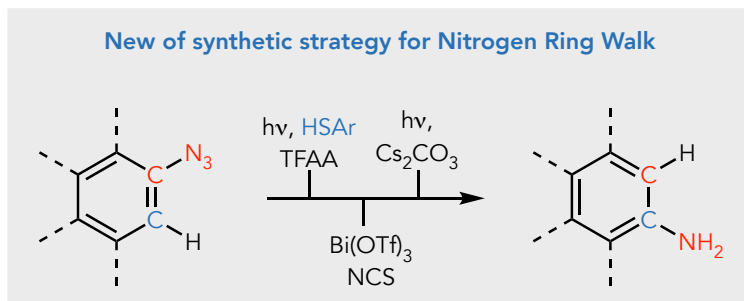 New of synthetic strategy for Nitrogen Ring Walk
N3
C
C
H
hν, HSAr
TFAA
hν,
Cs2CO3
Bi(OTf)3
NCS
H
C
C
NH2